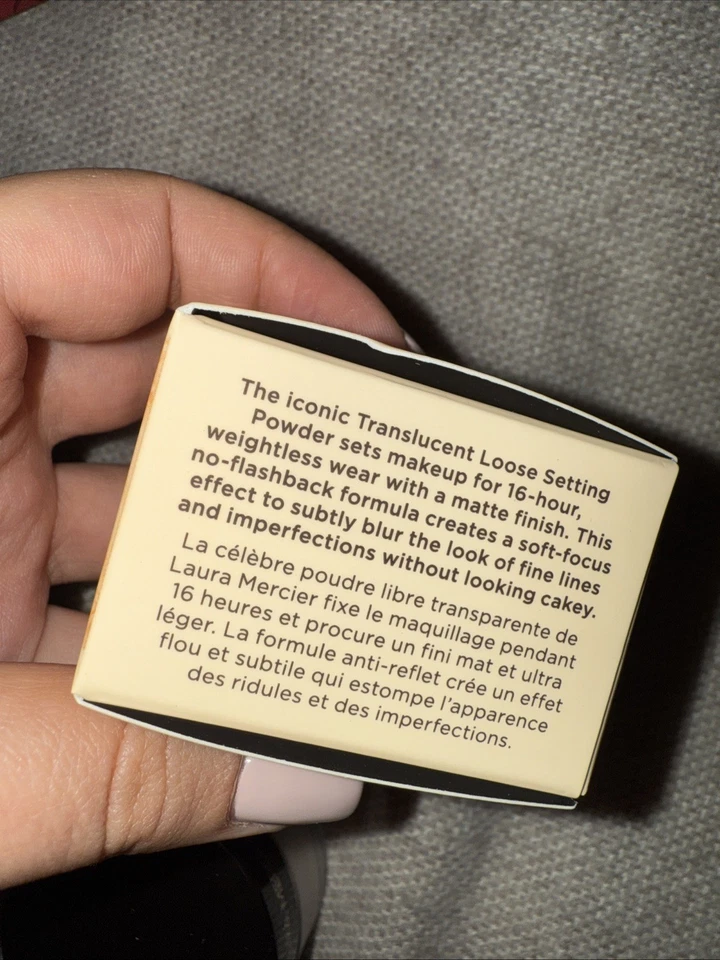 The iconic Translucent Loose Setting
Powder sets makeup for 16-hour,
weightless wear with a matte finish. This
no-flashback formula creates a soft-focus
effect to subtly blur the look of fine lines
and imperfections without looking cakey.
La célèbre poudre libre transparente de
Laura Mercier fixe le maquillage pendant
16 heures et procure un fini mat et ultra
léger. La formule anti-reflet crée un effet
flou et subtile qui estompe l'apparence
des ridules et des imperfections.